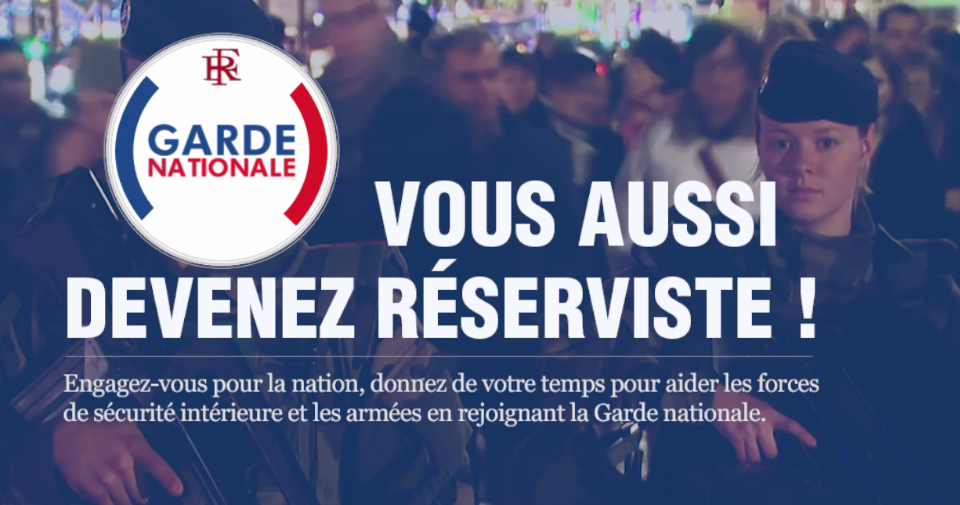 RF
GARDE
NATIONALE
VOUS AUSSI
DEVENEZ RÉSERVISTE !
Engagez-vous pour la nation, donnez de votre temps pour aider les forces
de sécurité intérieure et les armées en rejoignant la Garde nationale.